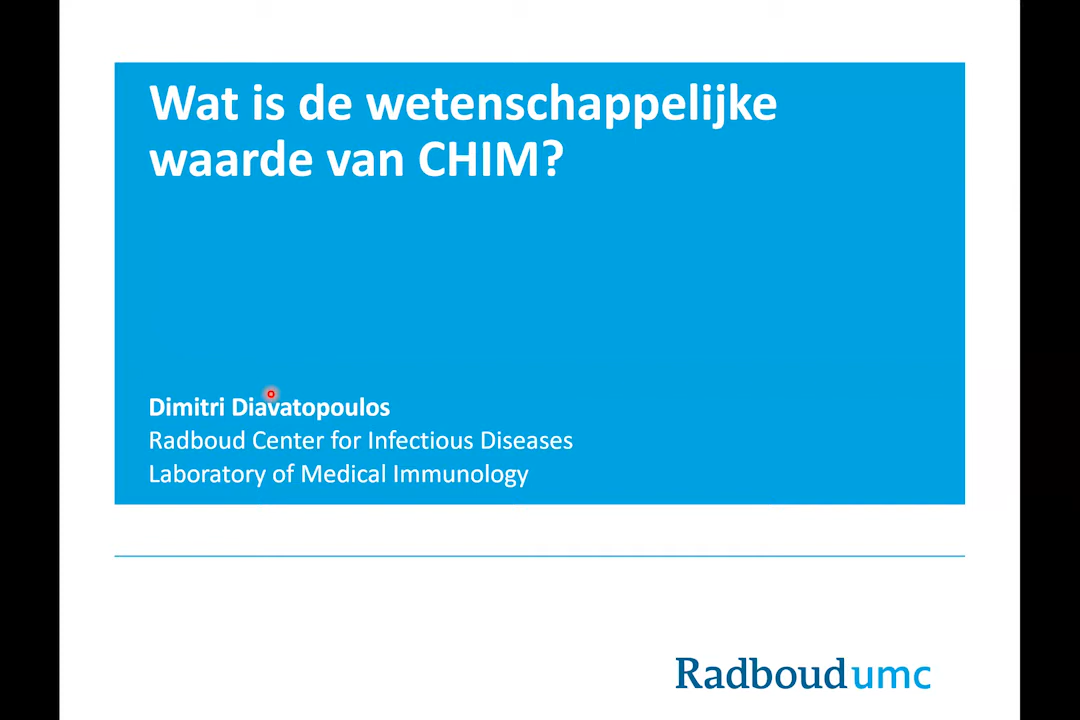 Wat is de wetenschappelijke
waarde van CHIM?
Dimitri Diavatopoulos
Radboud Center for Infectious Diseases
Laboratory of Medical Immunology
Radboudumc